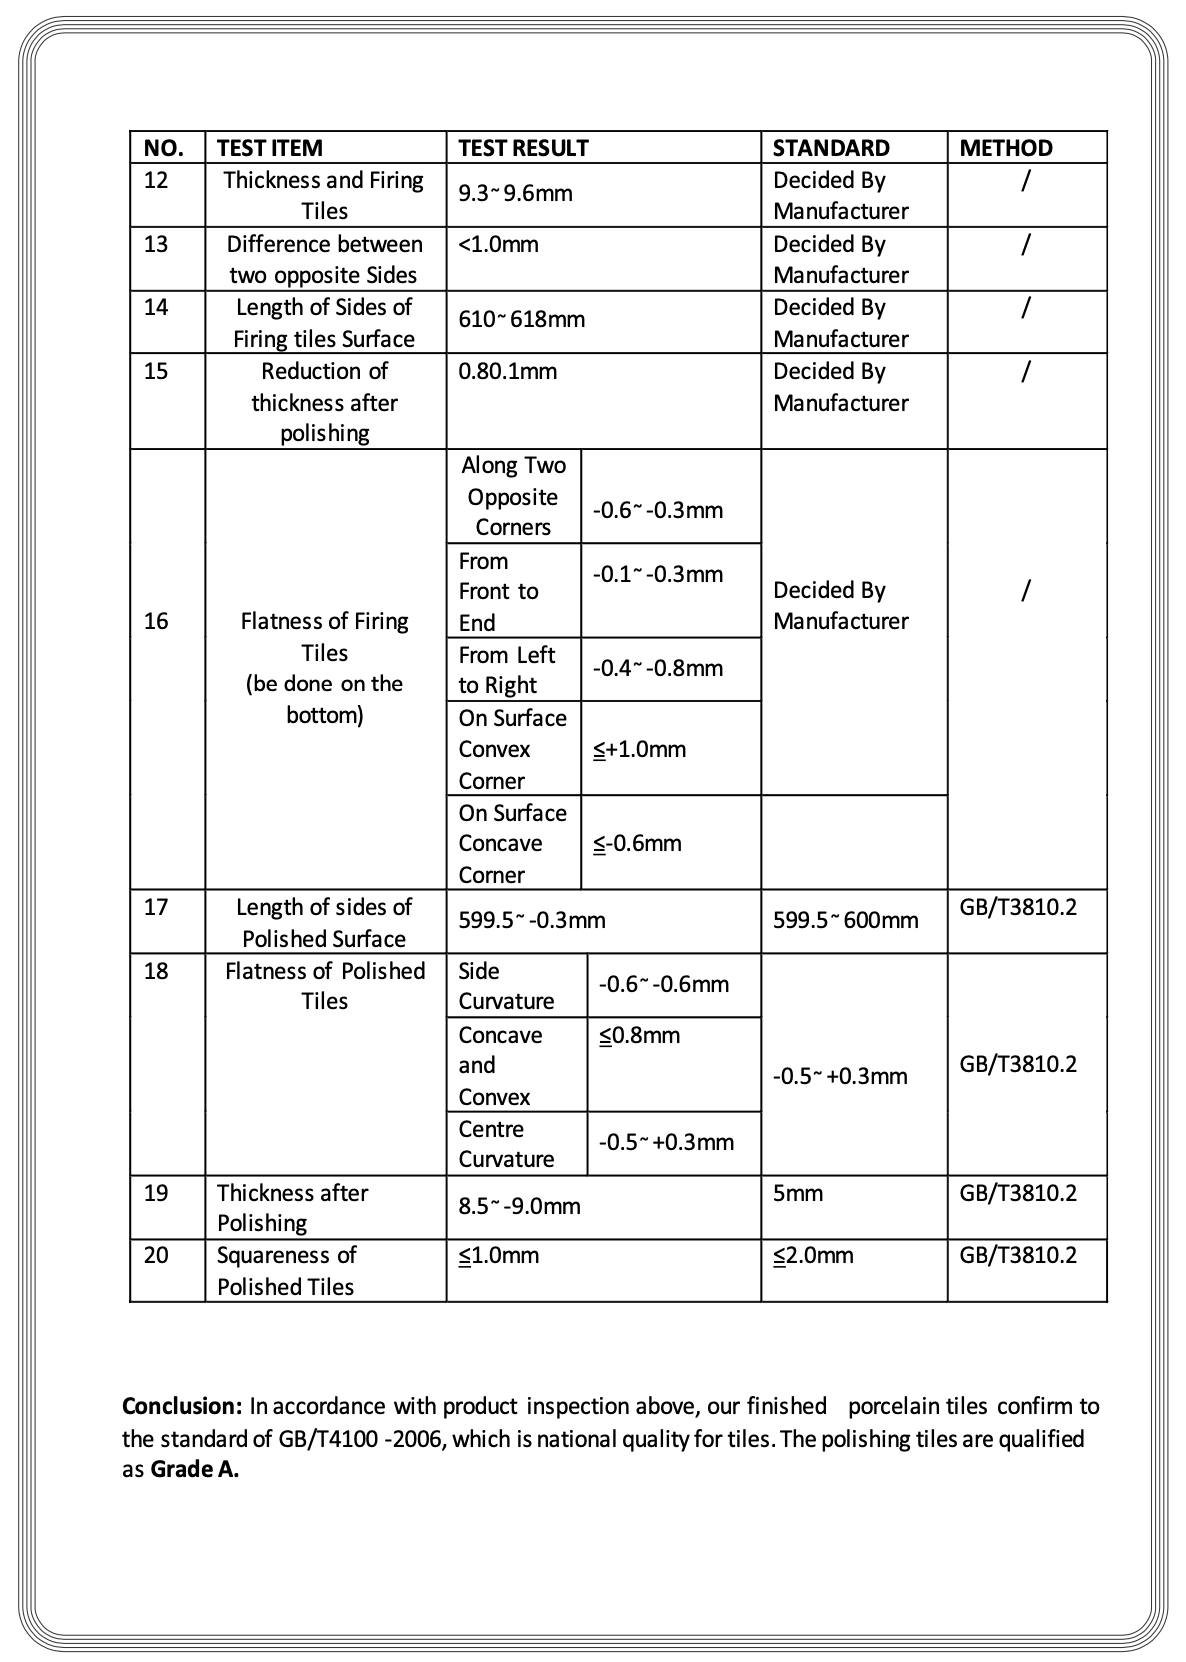 NO. TEST ITEM TEST RESULT STANDARD METHOD
12 Thickness and Firing Tiles 9.3~9.6mm Decided By Manufacturer /
13 Difference between two opposite Sides <1.0mm Decided By Manufacturer /
14 Length of Sides of Firing tiles Surface 610~618mm Decided By Manufacturer /
15 Reduction of thickness after polishing 0.80.1mm Decided By Manufacturer /
16 Flatness of Firing Tiles (be done on the bottom) Along Two Opposite Corners -0.6~-0.3mm Decided By Manufacturer /
From Front to End -0.1~-0.3mm
From Left to Right -0.4~-0.8mm
On Surface Convex Corner ≦+1.0mm
On Surface Concave Corner ≦-0.6mm
17 Length of sides of Polished Surface 599.5~-0.3mm 599.5~600mm GB/T3810.2
18 Flatness of Polished Tiles Side Curvature -0.6~-0.6mm -0.5~+0.3mm GB/T3810.2
Concave and Convex ≦0.8mm
Centre Curvature -0.5~+0.3mm
19 Thickness after Polishing 8.5~-9.0mm 5mm GB/T3810.2
20 Squareness of Polished Tiles ≦1.0mm ≦2.0mm GB/T3810.2
Conclusion: In accordance with product inspection above, our finished porcelain tiles confirm to
the standard of GB/T4100 -2006, which is national quality for tiles. The polishing tiles are qualified
as Grade A.